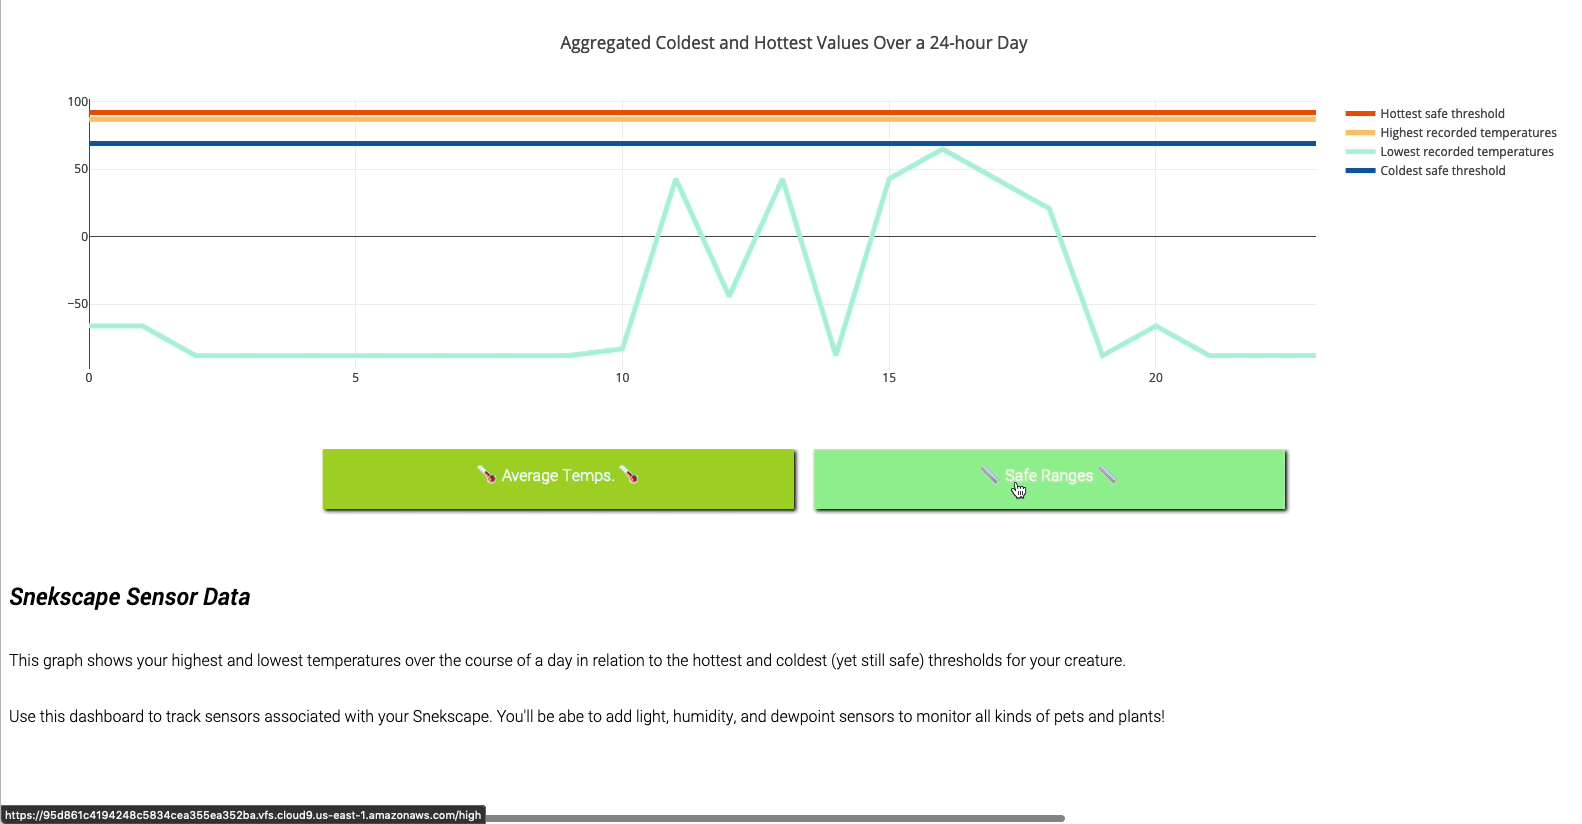 Aggregated Coldest and Hottest Values Over a 24-hour Day
100
50
0
−50
0 5 10 15 20
Hottest safe threshold
Highest recorded temperatures
Lowest recorded temperatures
Coldest safe threshold
Average Temps.
Safe Ranges
Snekscape Sensor Data
This graph shows your highest and lowest temperatures over the course of a day in relation to the hottest and coldest (yet still safe) thresholds for your creature.
Use this dashboard to track sensors associated with your Snekscape. You'll be abe to add light, humidity, and dewpoint sensors to monitor all kinds of pets and plants!
https://95d861c4194248c5834cea355ea352ba.vfs.cloud9.us-east-1.amazonaws.com/high